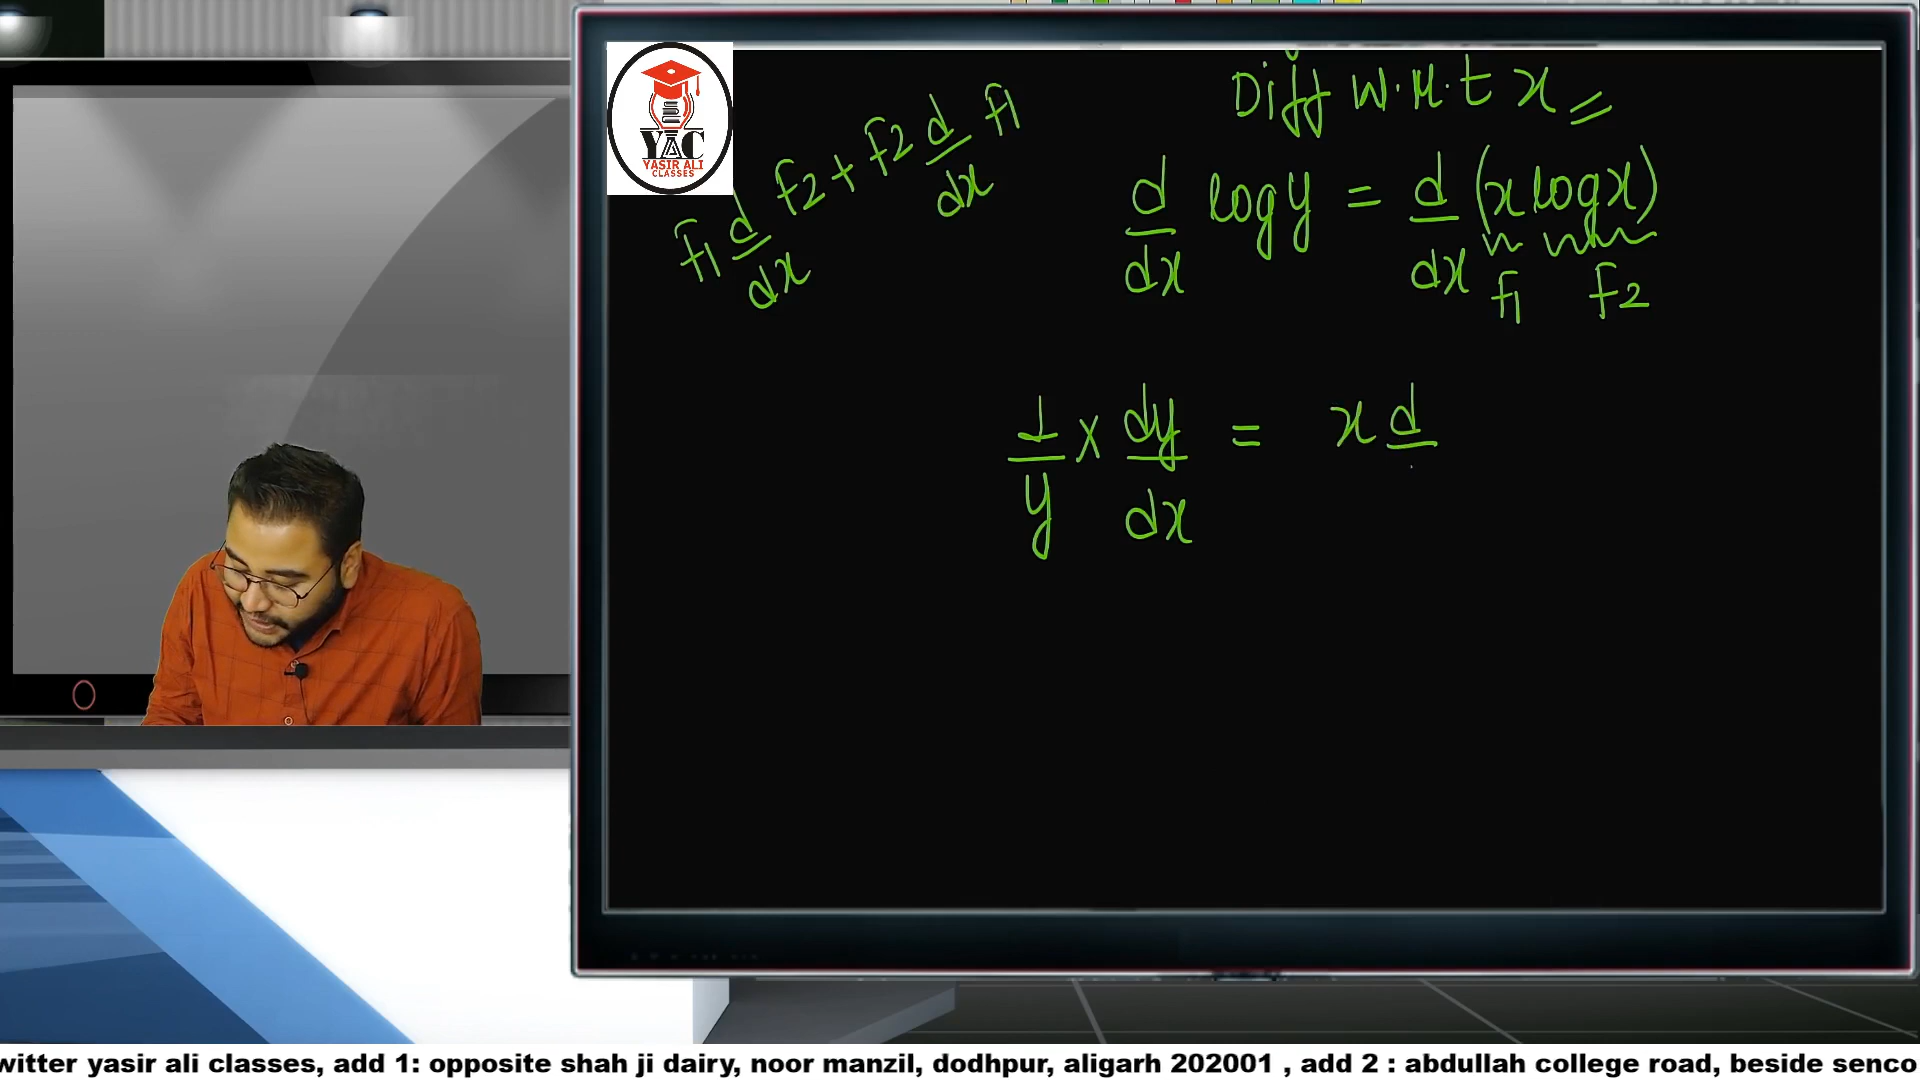 YAC
YASIR ALI
CLASSES
f1 d/dx f2 + f2 d/dx f1
Diff w.r.t x
d/dx log y = d/dx (x log x)
f1 f2
1/y × dy/dx = x d
witter yasir ali classes, add 1: opposite shah ji dairy, noor manzil, dodhpur, aligarh 202001 , add 2 : abdullah college road, beside senco